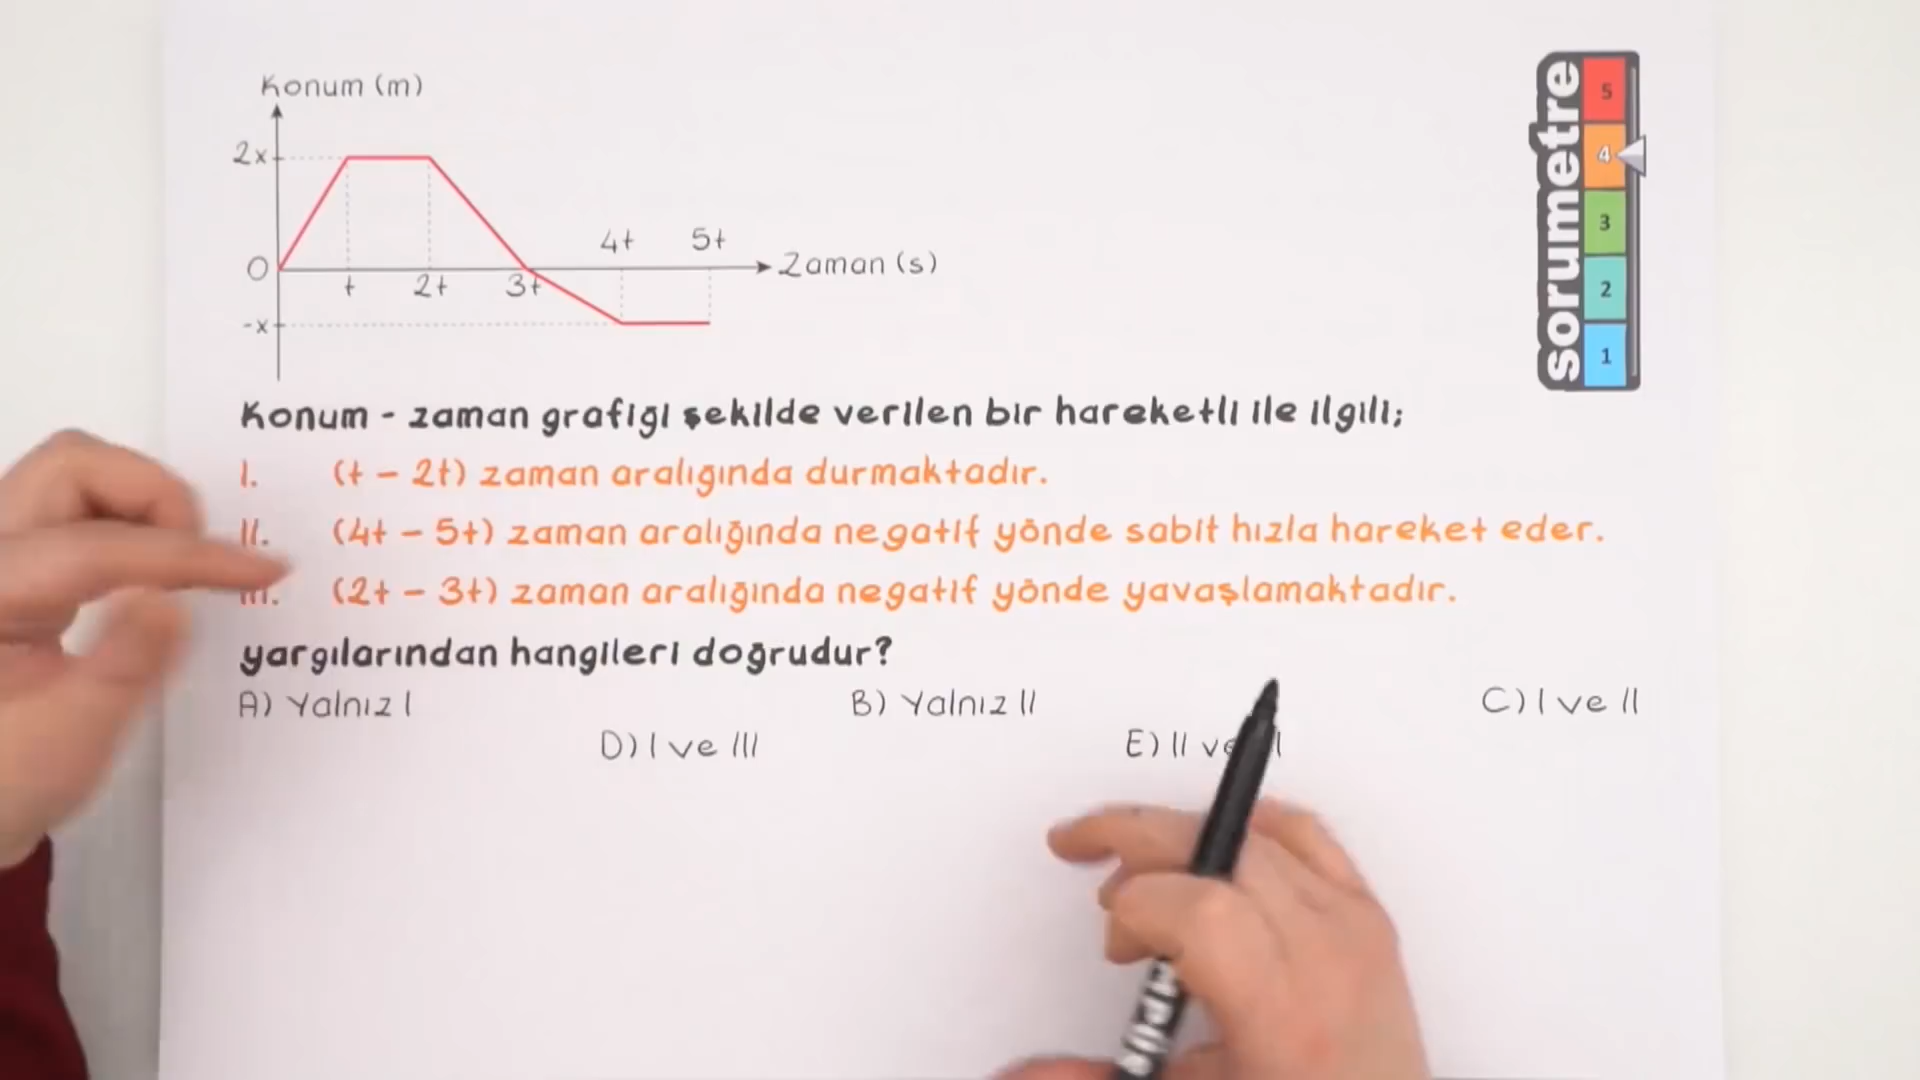 Konum (m)
2x
0
-x
t
2t
3t
4t
5t
Zaman (s)
sorumetre
5
4
3
2
1
Konum - zaman grafiği şekilde verilen bir hareketli ile ilgili;
I. (t - 2t) zaman aralığında durmaktadır.
II. (4t - 5t) zaman aralığında negatif yönde sabit hızla hareket eder.
III. (2t - 3t) zaman aralığında negatif yönde yavaşlamaktadır.
yargılarından hangileri doğrudur?
A) Yalnız I
B) Yalnız II
C) I ve II
D) I ve III
E) II ve